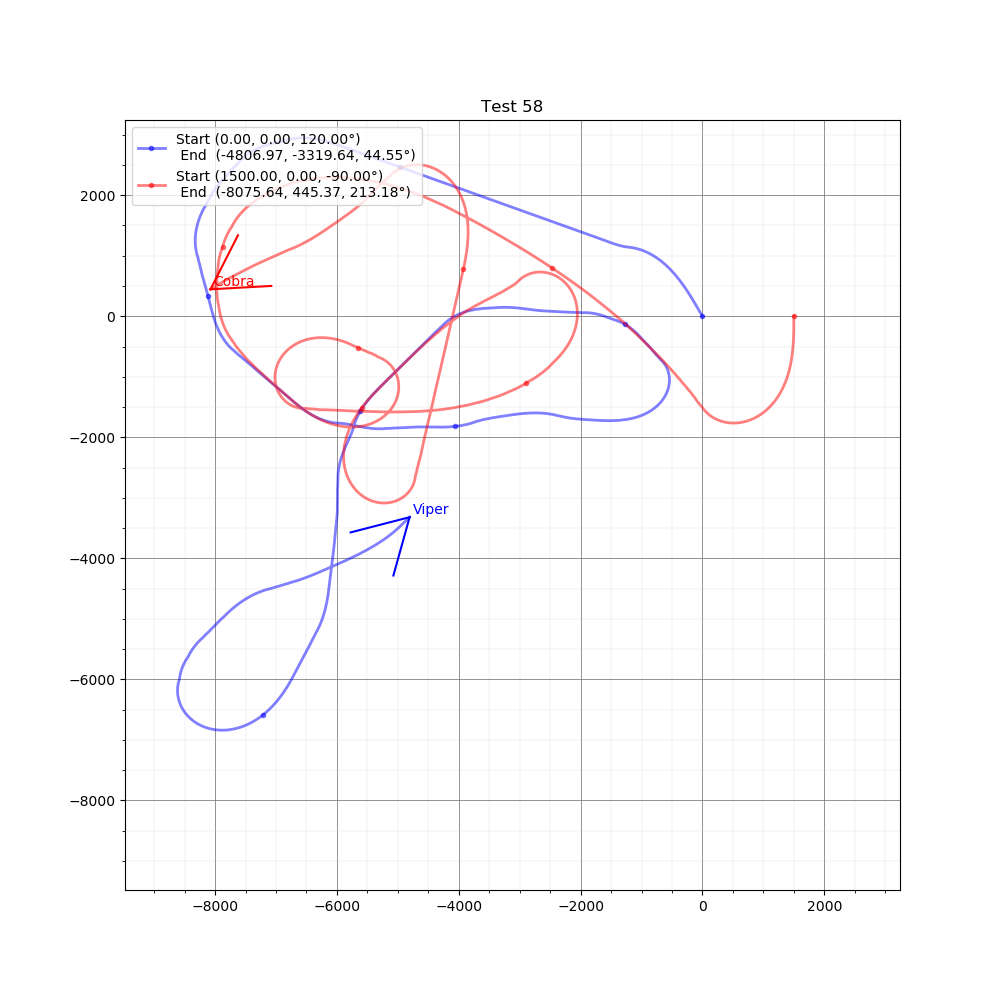 Test 58
Start (0.00, 0.00, 120.00°)
End  (-4806.97, -3319.64, 44.55°)
Start (1500.00, 0.00, -90.00°)
End  (-8075.64, 445.37, 213.18°)
2000
0
−2000
−4000
−6000
−8000
Cobra
Viper
−8000 −6000 −4000 −2000 0 2000